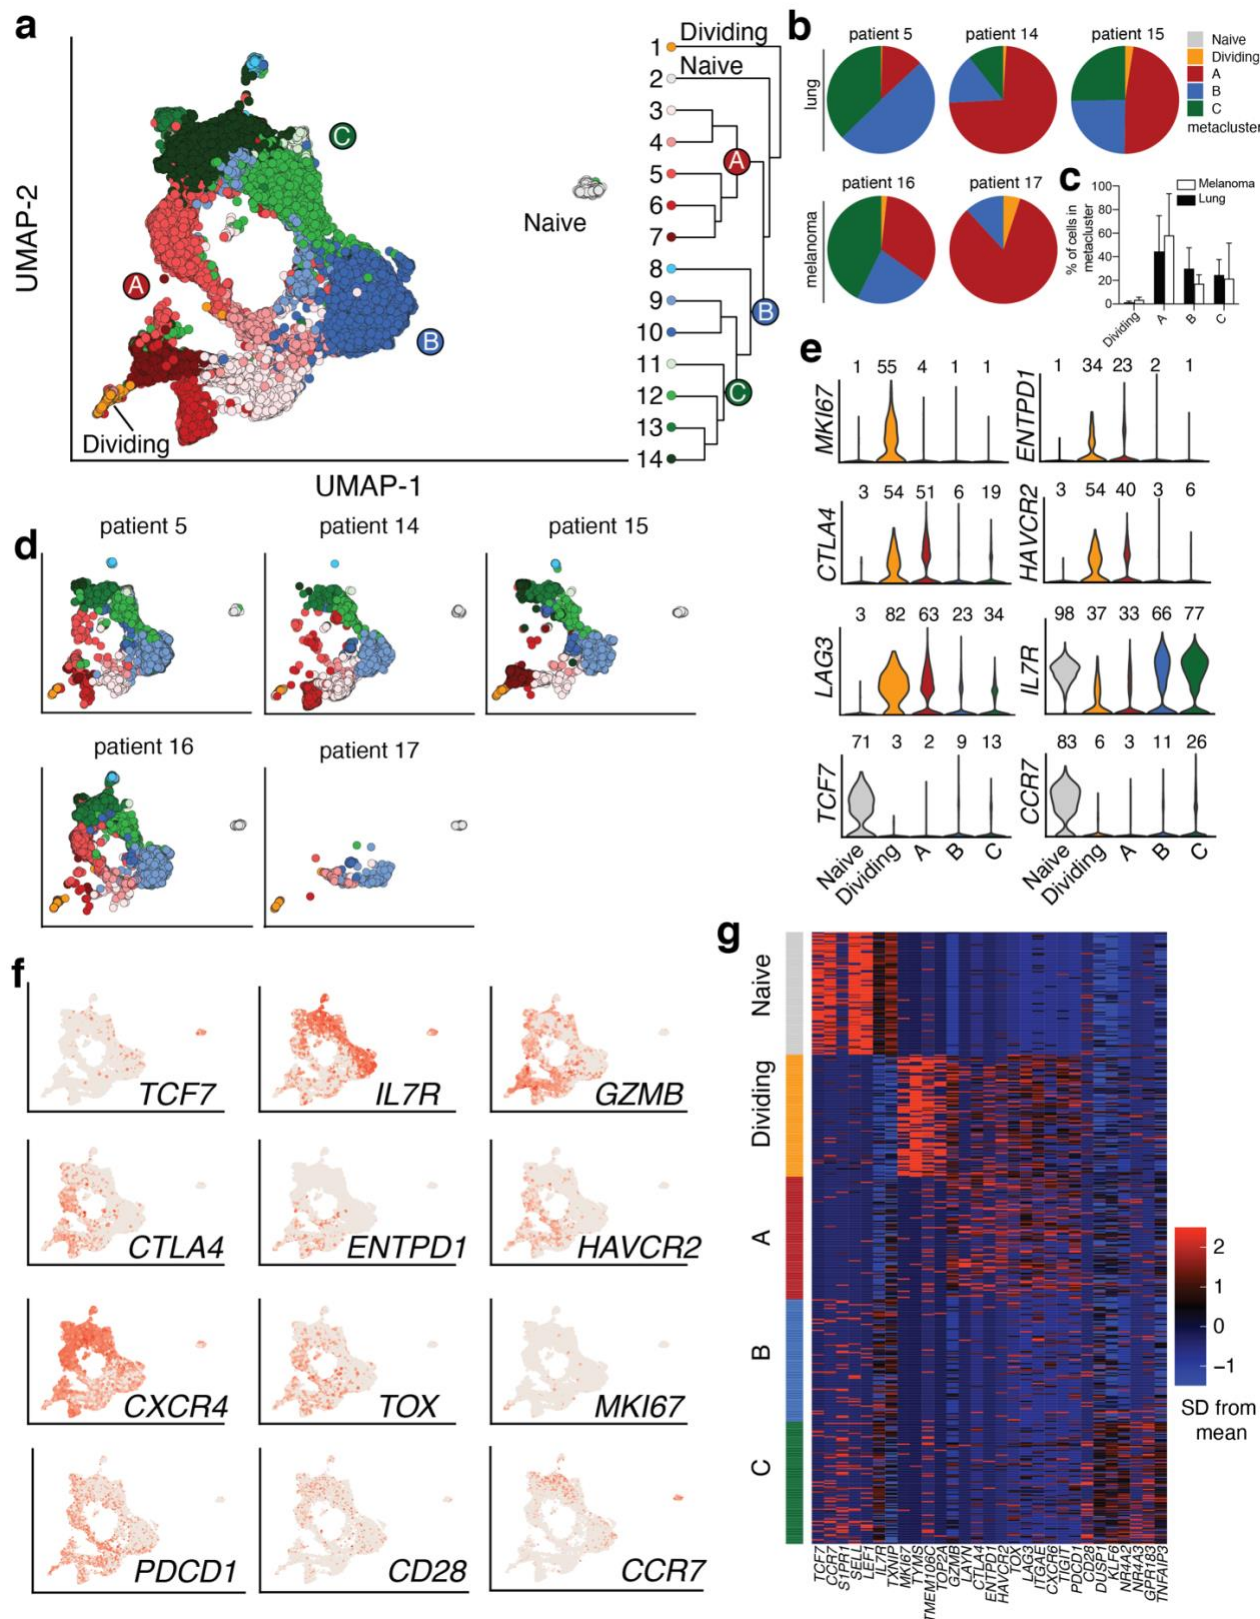 a
UMAP-2
UMAP-1
C
A
B
Naive
Dividing
1 Dividing
2 Naive
3
4
5
6
7
8
9
10
11
12
13
14
A
B
C
b
patient 5 patient 14 patient 15
lung
patient 16 patient 17
melanoma
Naive
Dividing
A
B
C
metacluster
c
% of cells in metacluster
100
80
60
40
20
0
Melanoma
Lung
Dividing A B C
d
patient 5 patient 14 patient 15
patient 16 patient 17
e
MKI67 1 55 4 1 1
ENTPD1 1 34 23 2 1
CTLA4 3 54 51 6 19
HAVCR2 3 54 40 3 6
LAG3 3 82 63 23 34
IL7R 98 37 33 66 77
TCF7 71 3 2 9 13
CCR7 83 6 3 11 26
Naive Dividing A B C
Naive Dividing A B C
f
TCF7 IL7R GZMB
CTLA4 ENTPD1 HAVCR2
CXCR4 TOX MKI67
PDCD1 CD28 CCR7
g
Naive
Dividing
A
B
C
TCF7
CCR7
S1PR1
SELL
LEF1
IL7R
TXNIP
MKI67
TYMS
TMEM106C
TOP2A
GZMB
LAYN
CTLA4
ENTPD1
HAVCR2
TOX
LAG3
ITGAE
CXCR6
TIGIT
PDCD1
CD28
DUSP1
KLF6
NR4A2
NR4A3
GPR183
TNFAIP3
2
1
0
−1
SD from
mean